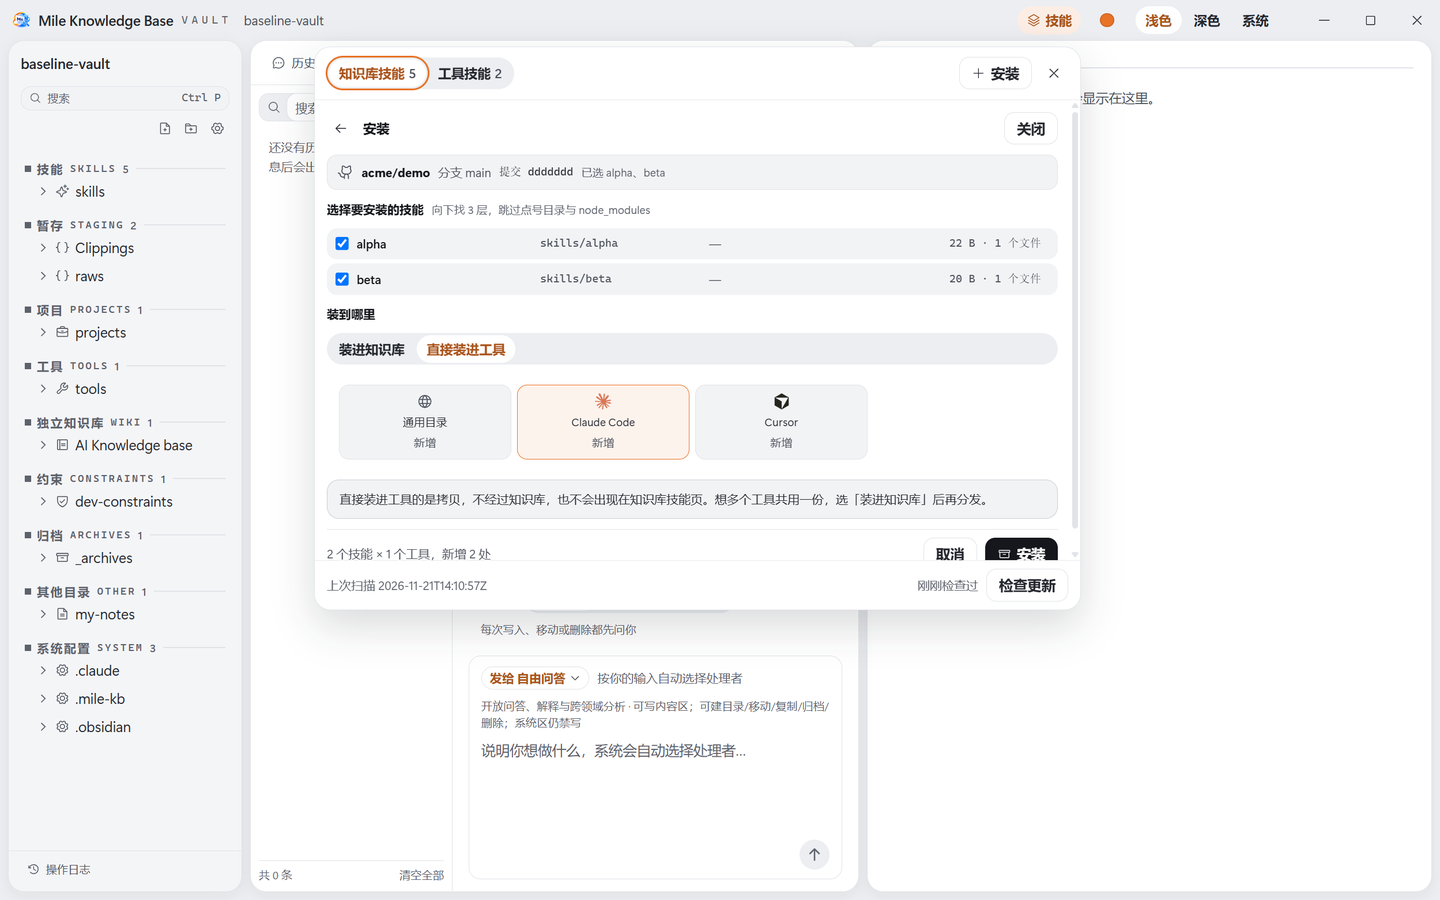 Mile Knowledge Base VAULT baseline-vault
技能 浅色 深色 系统
baseline-vault
搜索 Ctrl P
技能 SKILLS 5
skills
暂存 STAGING 2
Clippings
raws
项目 PROJECTS 1
projects
工具 TOOLS 1
tools
独立知识库 WIKI 1
AI Knowledge base
约束 CONSTRAINTS 1
dev-constraints
归档 ARCHIVES 1
_archives
其他目录 OTHER 1
my-notes
系统配置 SYSTEM 3
.claude
.mile-kb
.obsidian
操作日志
历史
搜索
还没有历
息后会出
共 0 条 清空全部
知识库技能 5 工具技能 2 安装
安装 关闭
acme/demo 分支 main 提交 ddddddd 已选 alpha、beta
选择要安装的技能 向下找 3 层，跳过点号目录与 node_modules
alpha skills/alpha — 22 B · 1 个文件
beta skills/beta — 20 B · 1 个文件
装到哪里
装进知识库 直接装进工具
通用目录 新增
Claude Code 新增
Cursor 新增
直接装进工具的是拷贝，不经过知识库，也不会出现在知识库技能页。想多个工具共用一份，选「装进知识库」后再分发。
2 个技能 × 1 个工具，新增 2 处 取消 安装
上次扫描 2026-11-21T14:10:57Z 刚刚检查过 检查更新
每次写入、移动或删除都先问你
发给 自由问答 按你的输入自动选择处理者
开放问答、解释与跨领域分析 · 可写内容区；可建目录/移动/复制/归档/
删除；系统区仍禁写
说明你想做什么，系统会自动选择处理者...
显示在这里。